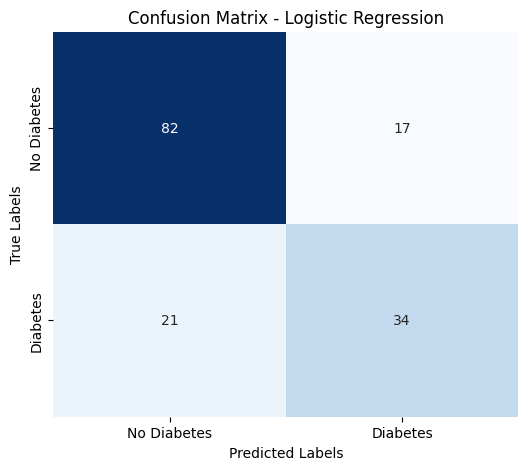 Confusion Matrix - Logistic Regression
True Labels
No Diabetes
82
17
Diabetes
21
34
No Diabetes
Diabetes
Predicted Labels